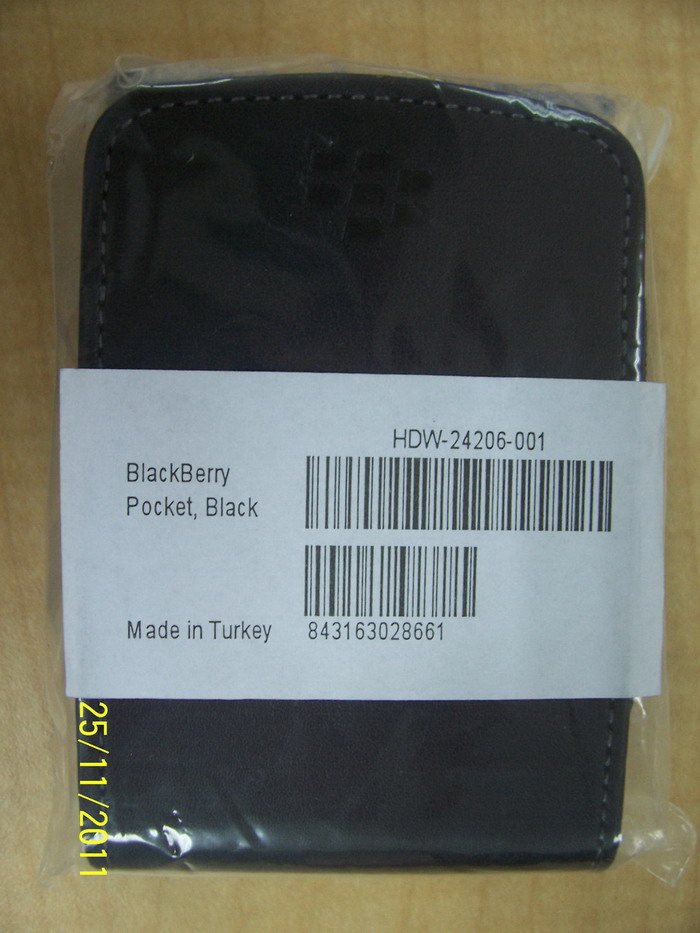 HDW-24206-001
BlackBerry
Pocket, Black
Made in Turkey
843163028661
25/11/2011